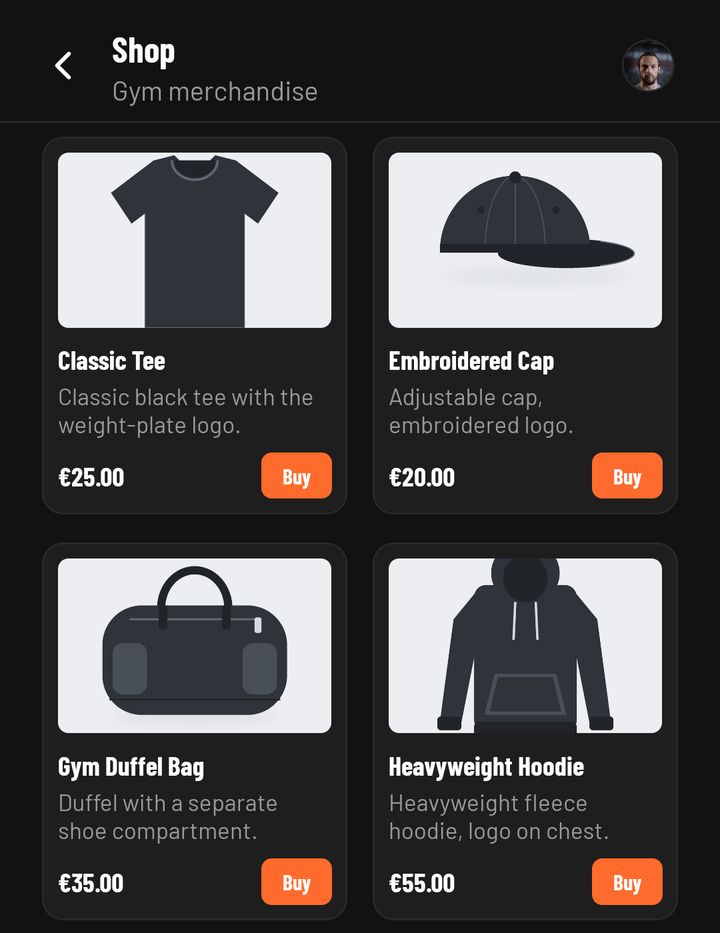 Shop
Gym merchandise
Classic Tee
Classic black tee with the
weight-plate logo.
€25.00
Buy
Embroidered Cap
Adjustable cap,
embroidered logo.
€20.00
Buy
Gym Duffel Bag
Duffel with a separate
shoe compartment.
€35.00
Buy
Heavyweight Hoodie
Heavyweight fleece
hoodie, logo on chest.
€55.00
Buy